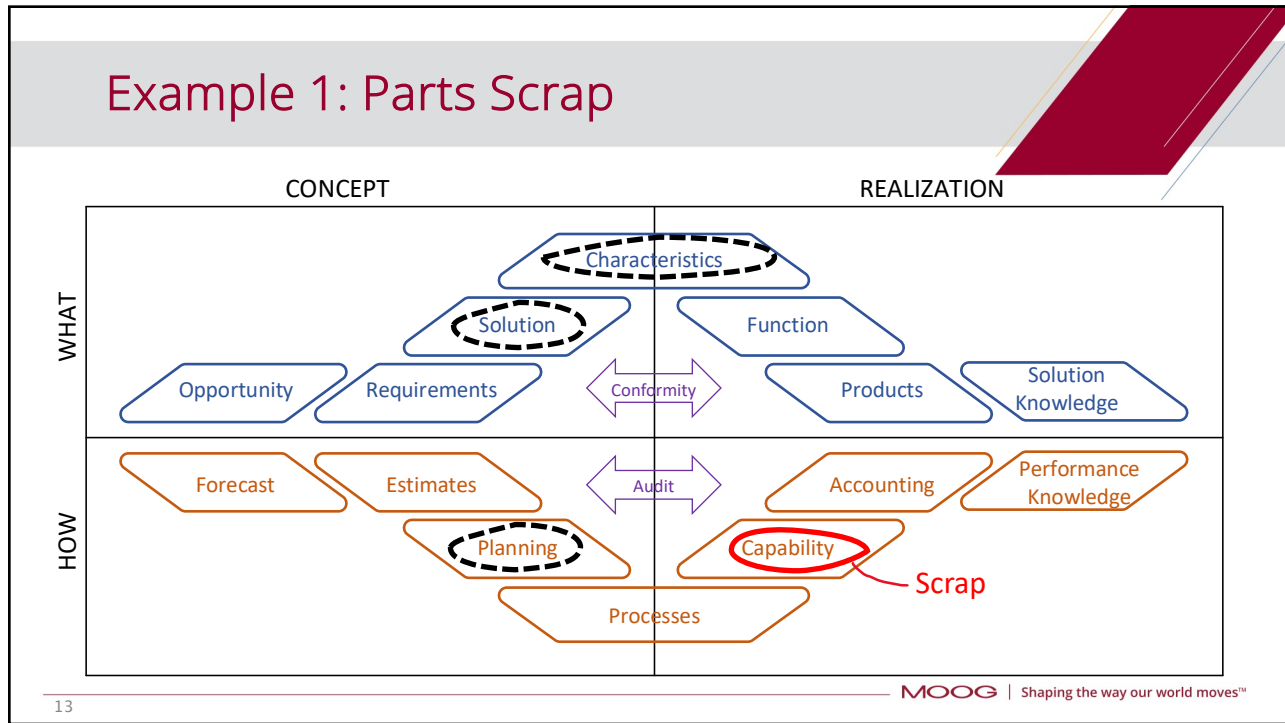 Example 1: Parts Scrap
CONCEPT
REALIZATION
WHAT
Characteristics
Solution
Function
Opportunity
Requirements
Conformity
Products
Solution
Knowledge
HOW
Forecast
Estimates
Audit
Accounting
Performance
Knowledge
Planning
Capability
Scrap
Processes
13
MOOG | Shaping the way our world moves™